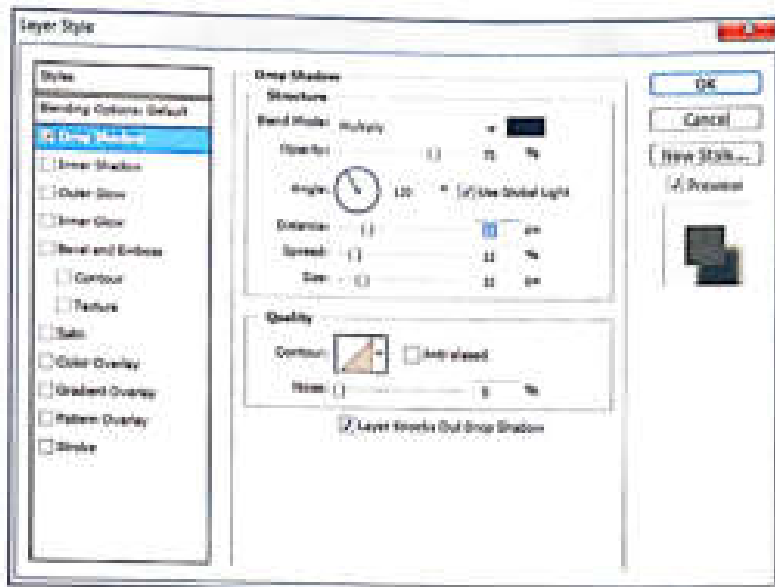 Layer Style
Styles
Blending Options: Default
Drop Shadow
Inner Shadow
Outer Glow
Inner Glow
Bevel and Emboss
Contour
Texture
Satin
Color Overlay
Gradient Overlay
Pattern Overlay
Stroke
Drop Shadow
Structure
Blend Mode: Multiply
Opacity: 75 %
Angle: 120 ° Use Global Light
Distance: px
Spread: %
Size: px
Quality
Contour: Anti-aliased
Noise: 0 %
Layer Knocks Out Drop Shadow
OK
Cancel
New Style...
Preview